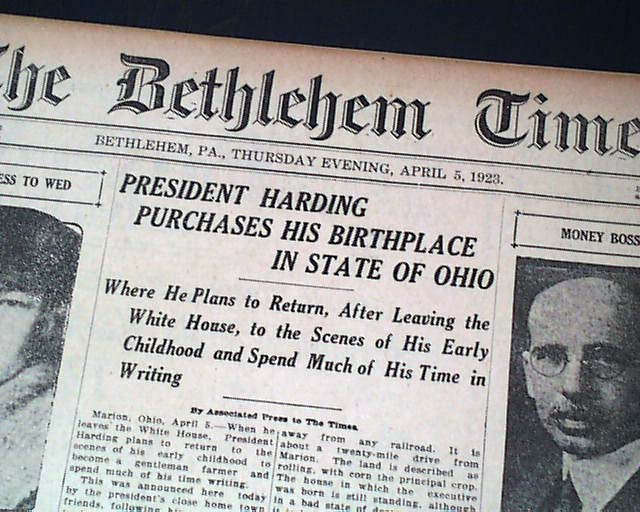 The Bethlehem Times
BETHLEHEM, PA., THURSDAY EVENING, APRIL 5, 1923.
ESS TO WED
PRESIDENT HARDING
PURCHASES HIS BIRTHPLACE
IN STATE OF OHIO
Where He Plans to Return, After Leaving the
White House, to the Scenes of His Early
Childhood and Spend Much of His Time in
Writing
By Associated Press to The Times
Marion, Ohio, April 5.—When he
leaves the White House, President
Harding plans to return to the
scenes of his early childhood to
become a gentleman farmer and
spend much of his time writing.
This was announced here today
by the president's close home town
friends, following
away from any railroad. It is
about a twenty-mile drive from
Marion. The land is described as
rolling, with corn the principal crop.
The house in which the executive
was born is still standing, although
in a bad state of
MONEY BOSS